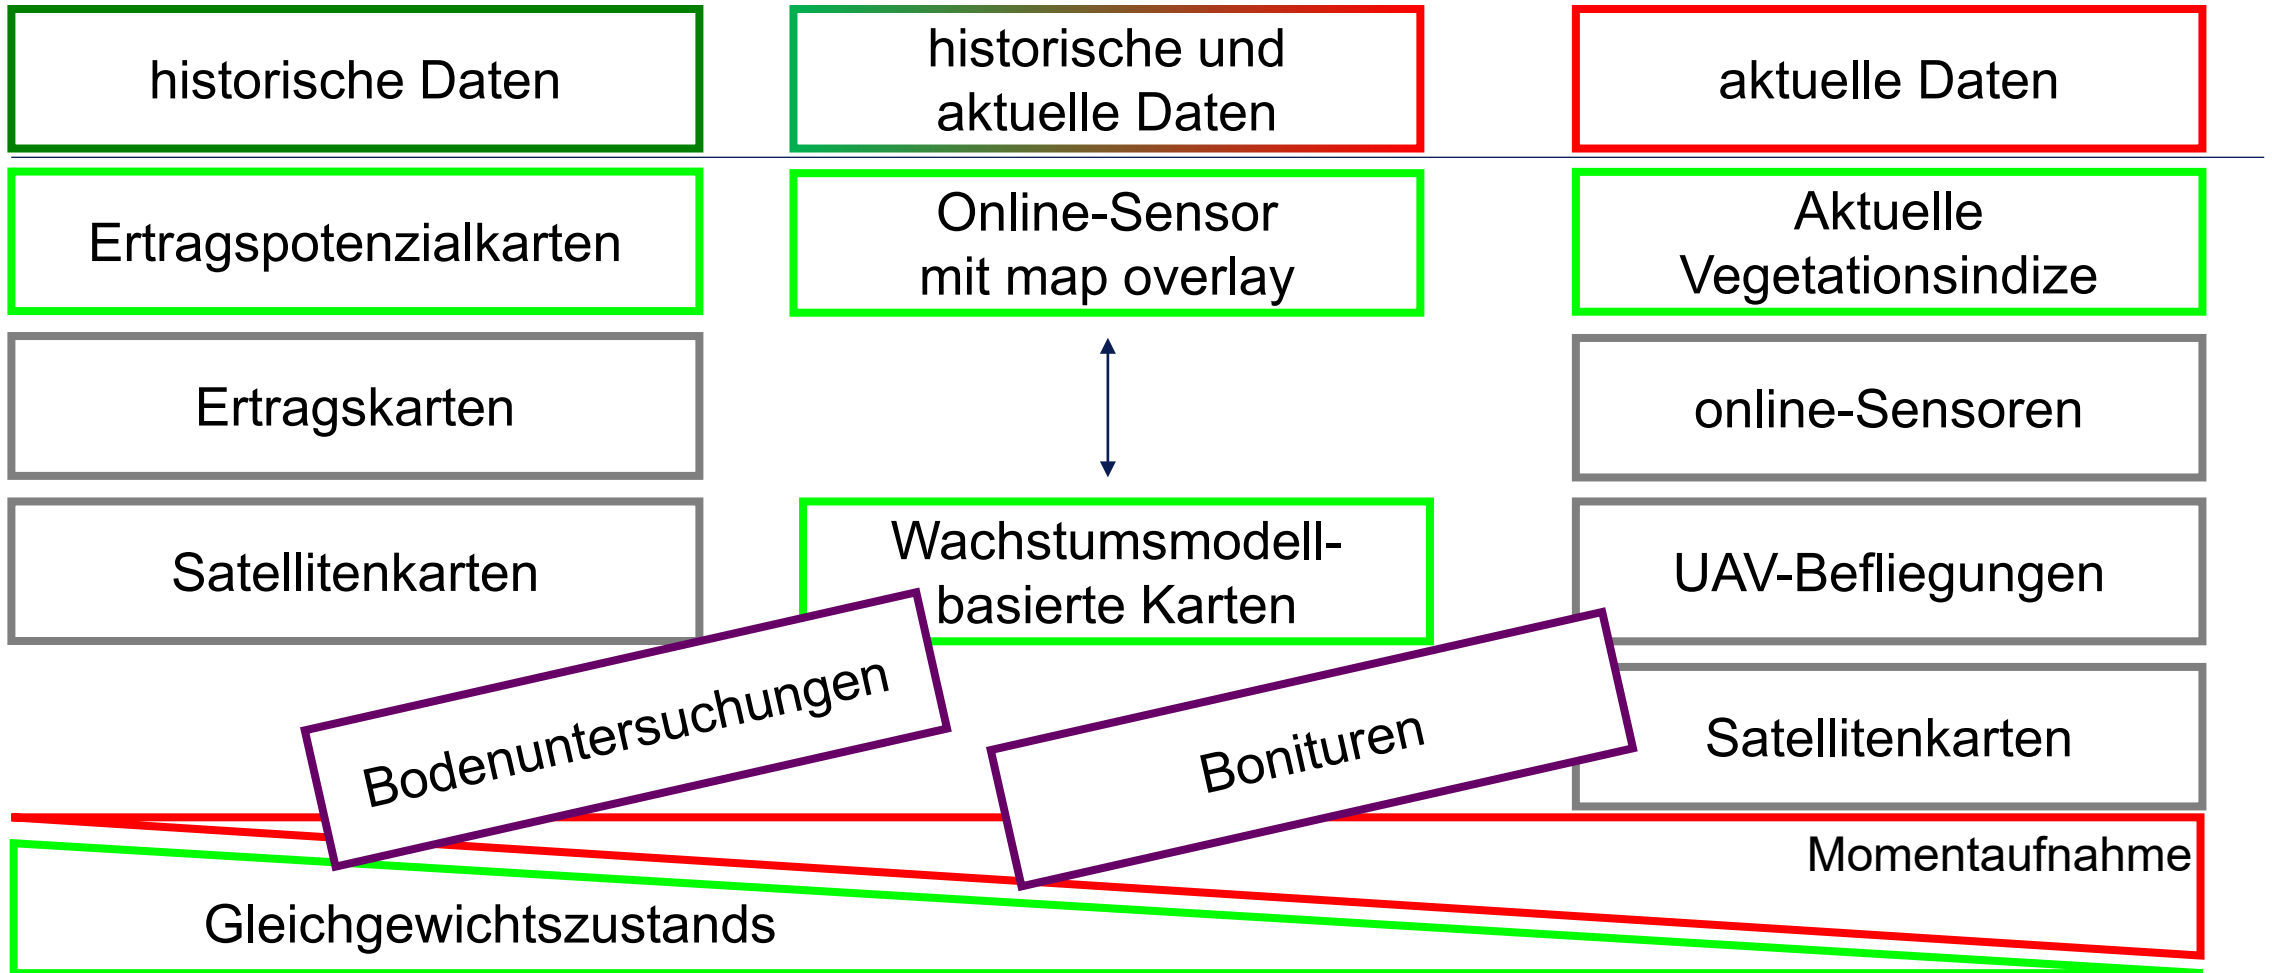 historische Daten
historische und
aktuelle Daten
aktuelle Daten
Ertragspotenzialkarten
Online-Sensor
mit map overlay
Aktuelle
Vegetationsindize
Ertragskarten
online-Sensoren
Satellitenkarten
Wachstumsmodell-
basierte Karten
UAV-Befliegungen
Bodenuntersuchungen
Bonituren
Satellitenkarten
Momentaufnahme
Gleichgewichtszustands